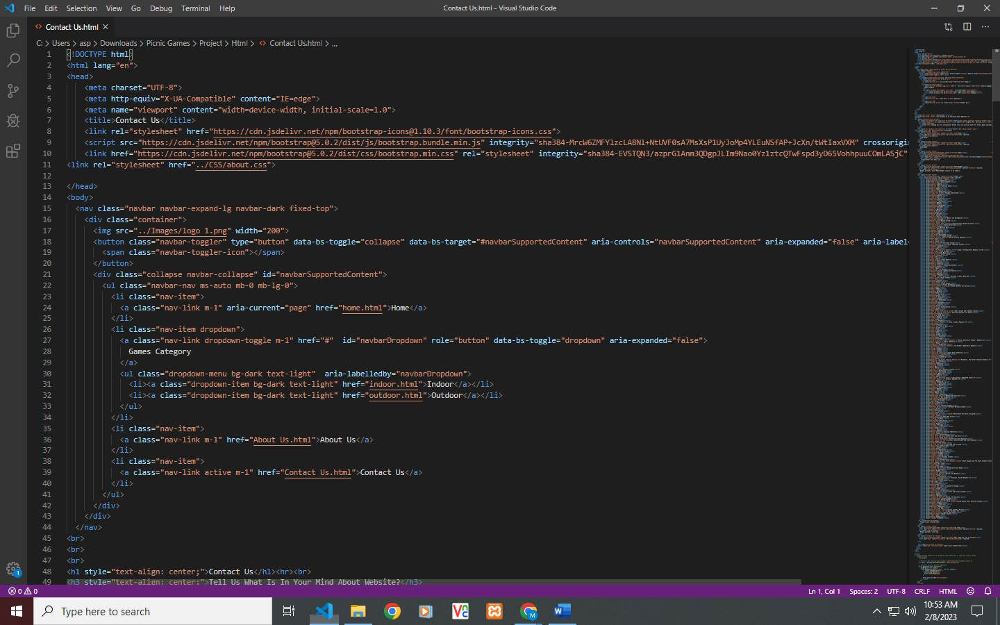 File Edit Selection View Go Debug Terminal Help
Contact Us.html - Visual Studio Code
Contact Us.html
C: > Users > asp > Downloads > Picnic Games > Project > Html > Contact Us.html > ...
1 <!DOCTYPE html>
2 <html lang="en">
3 <head>
4 <meta charset="UTF-8">
5 <meta http-equiv="X-UA-Compatible" content="IE=edge">
6 <meta name="viewport" content="width=device-width, initial-scale=1.0">
7 <title>Contact Us</title>
8 <link rel="stylesheet" href="https://cdn.jsdelivr.net/npm/bootstrap-icons@1.10.3/font/bootstrap-icons.css">
9 <script src="https://cdn.jsdelivr.net/npm/bootstrap@5.0.2/dist/js/bootstrap.bundle.min.js" integrity="sha384-MrcW6ZMFYlzcLA8Nl+NtUVF0sA7MsXsP1UyJoMp4YLEuNSfAP+JcXn/tWtIaxVXM" crossorigin
10 <link href="https://cdn.jsdelivr.net/npm/bootstrap@5.0.2/dist/css/bootstrap.min.css" rel="stylesheet" integrity="sha384-EVSTQN3/azprG1Anm3QDgpJLIm9Nao0Yz1ztcQTwFspd3yD65VohhpuuCOmLASjC"
11 <link rel="stylesheet" href="../CSS/about.css">
12
13 </head>
14 <body>
15 <nav class="navbar navbar-expand-lg navbar-dark fixed-top">
16 <div class="container">
17 <img src="../Images/logo 1.png" width="200">
18 <button class="navbar-toggler" type="button" data-bs-toggle="collapse" data-bs-target="#navbarSupportedContent" aria-controls="navbarSupportedContent" aria-expanded="false" aria-label=
19 <span class="navbar-toggler-icon"></span>
20 </button>
21 <div class="collapse navbar-collapse" id="navbarSupportedContent">
22 <ul class="navbar-nav ms-auto mb-0 mb-lg-0">
23 <li class="nav-item">
24 <a class="nav-link m-1" aria-current="page" href="home.html">Home</a>
25 </li>
26 <li class="nav-item dropdown">
27 <a class="nav-link dropdown-toggle m-1" href="#"  id="navbarDropdown" role="button" data-bs-toggle="dropdown" aria-expanded="false">
28 Games Category
29 </a>
30 <ul class="dropdown-menu bg-dark text-light"  aria-labelledby="navbarDropdown">
31 <li><a class="dropdown-item bg-dark text-light" href="indoor.html">Indoor</a></li>
32 <li><a class="dropdown-item bg-dark text-light" href="outdoor.html">Outdoor</a></li>
33 </ul>
34 </li>
35 <li class="nav-item">
36 <a class="nav-link m-1" href="About Us.html">About Us</a>
37 </li>
38 <li class="nav-item">
39 <a class="nav-link active m-1" href="Contact Us.html">Contact Us</a>
40 </li>
41 </ul>
42 </div>
43 </div>
44 </nav>
45 <br>
46 <br>
47 <br>
48 <h1 style="text-align: center;">Contact Us</h1><hr><br>
49 <h3 style="text-align: center;">Tell Us What Is In Your Mind About Website?</h3>
0 0
Ln 1, Col 1 Spaces: 2 UTF-8 CRLF HTML
Type here to search
10:53 AM
2/8/2023